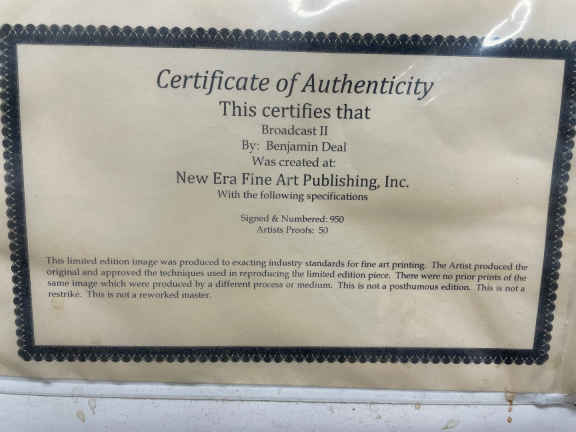 Certificate of Authenticity
This certifies that
Broadcast II
By: Benjamin Deal
Was created at:
New Era Fine Art Publishing, Inc.
With the following specifications
Signed & Numbered: 950
Artists Proofs: 50
This limited edition image was produced to exacting industry standards for fine art printing. The Artist produced the
original and approved the techniques used in reproducing the limited edition piece. There were no prior prints of the
same image which were produced by a different process or medium. This is not a posthumous edition. This is not a
restrike. This is not a reworked master.